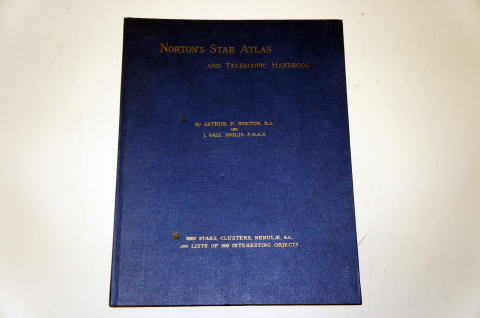 NORTON'S STAR ATLAS
AND TELESCOPIC HANDBOOK
By ARTHUR P. NORTON, B.A.
AND
J. GALL INGLIS, F.R.A.S.
STARS, CLUSTERS, NEBULÆ, &c.
AND LISTS OF 600 INTERESTING OBJECTS